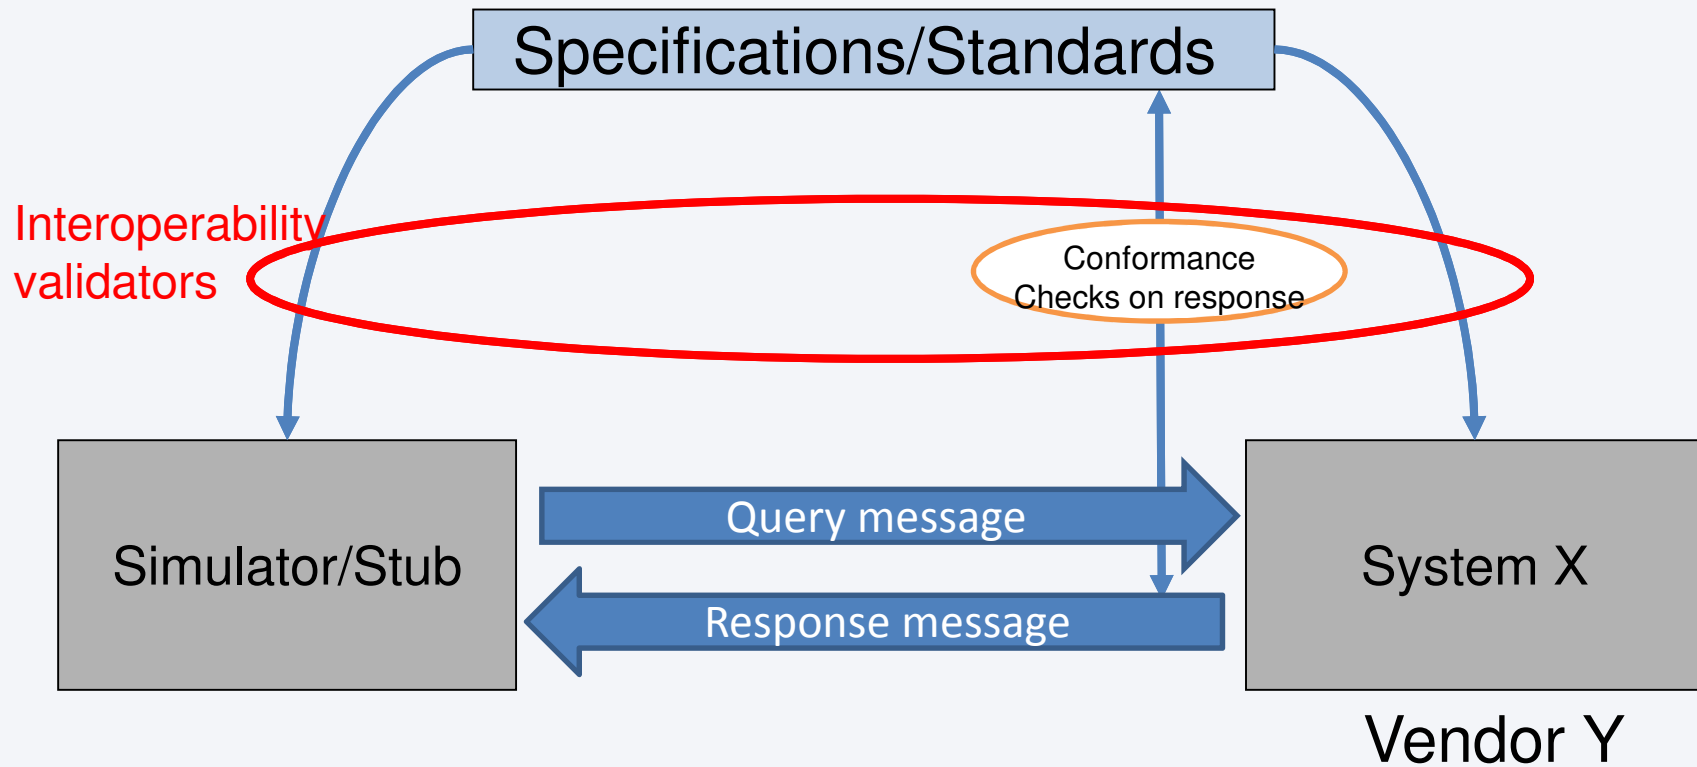 Specifications/Standards
Interoperability
validators
Conformance
Checks on response
Query message
Simulator/Stub
System X
Response message
Vendor Y